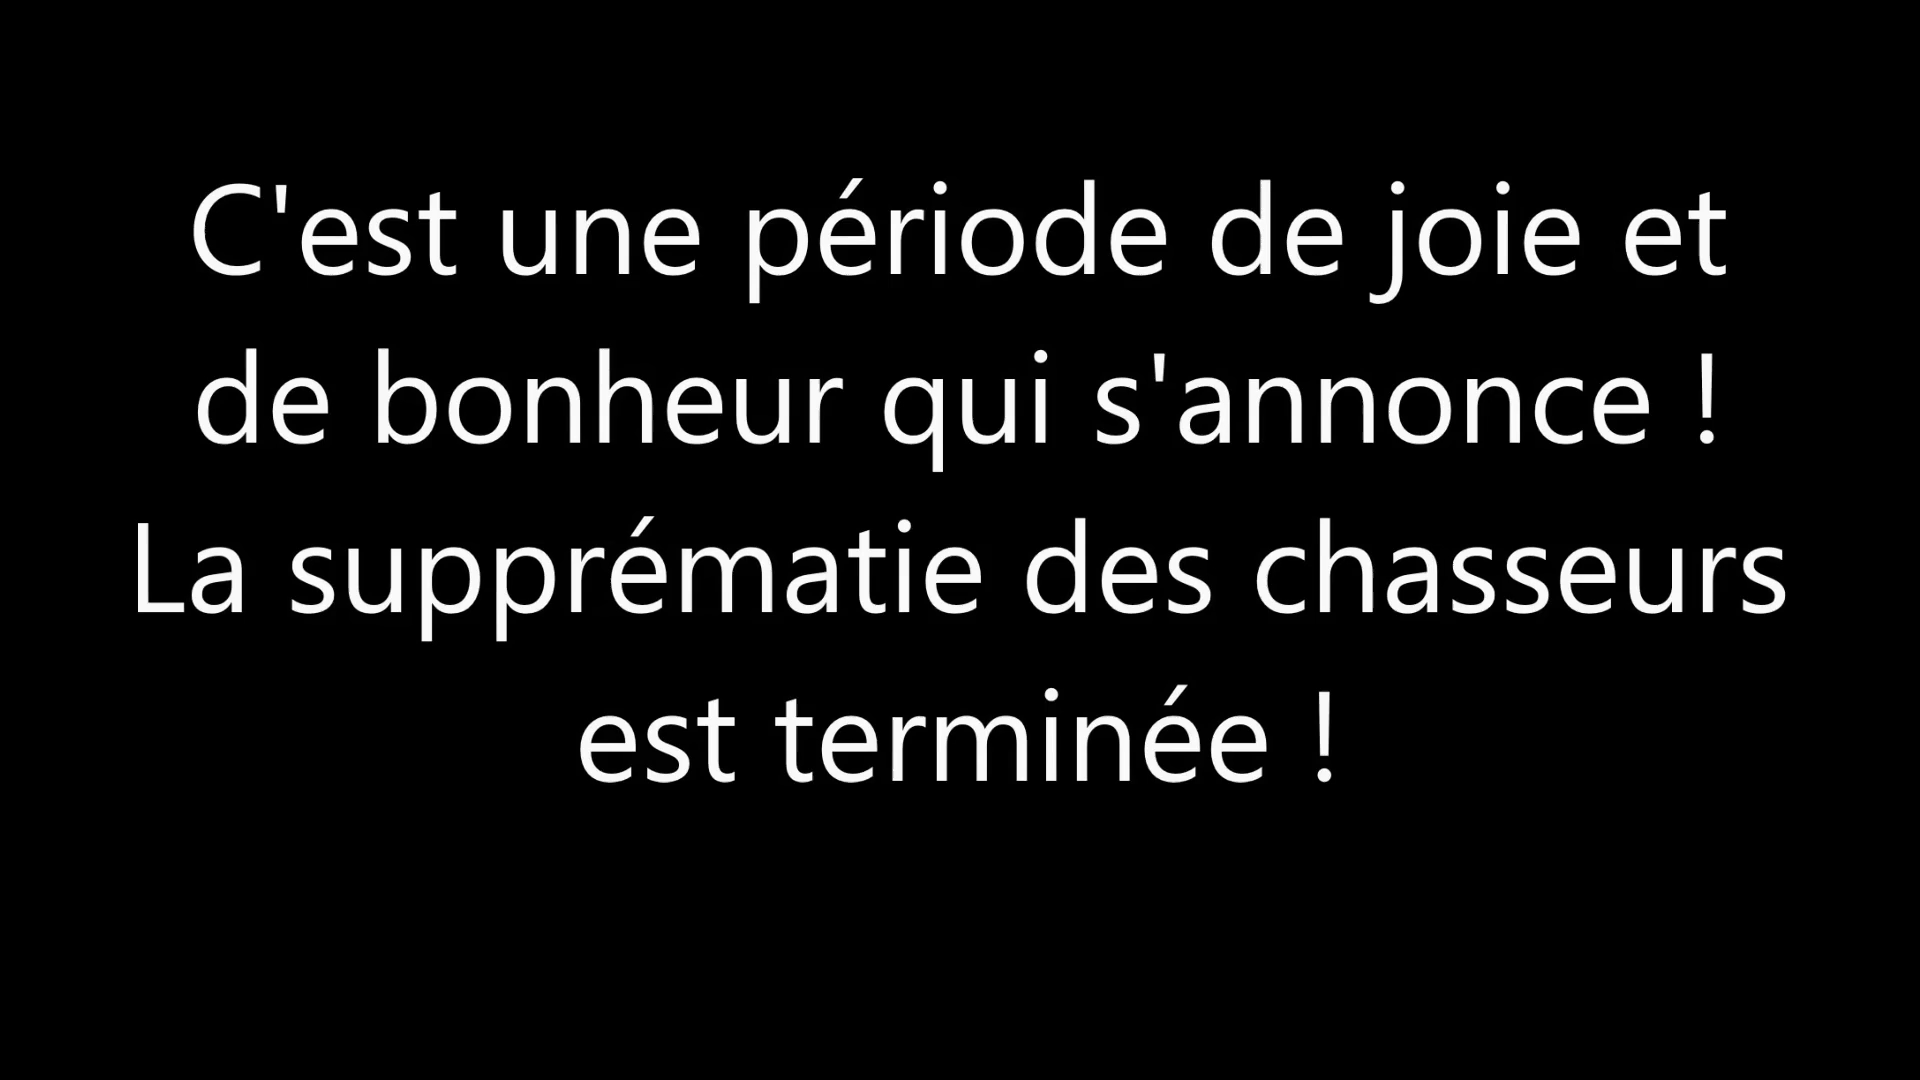 C'est une période de joie et
de bonheur qui s'annonce !
La supprématie des chasseurs
est terminée !